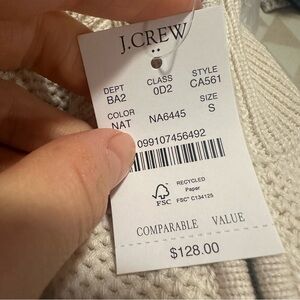 J.CREW
DEPT CLASS STYLE
BA2 0D2 CA561
COLOR SIZE
NAT NA6445 S
099107456492
FSC
RECYCLED
Paper
FSC® C134125
COMPARABLE VALUE
$128.00